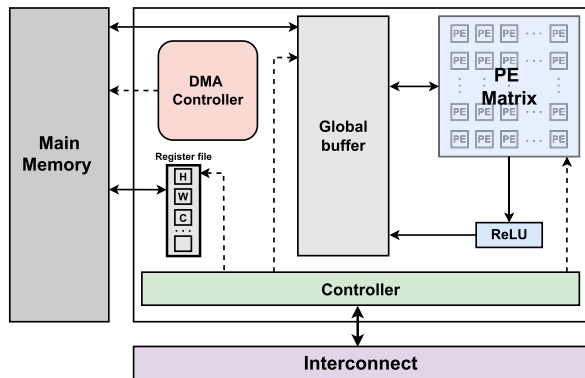 PE PE PE ··· PE
PE PE PE ··· PE
PE
Matrix
PE PE PE ··· PE
PE PE PE ··· PE
DMA
Controller
Main
Memory
Global
buffer
Register file
H
W
C
...
ReLU
Controller
Interconnect